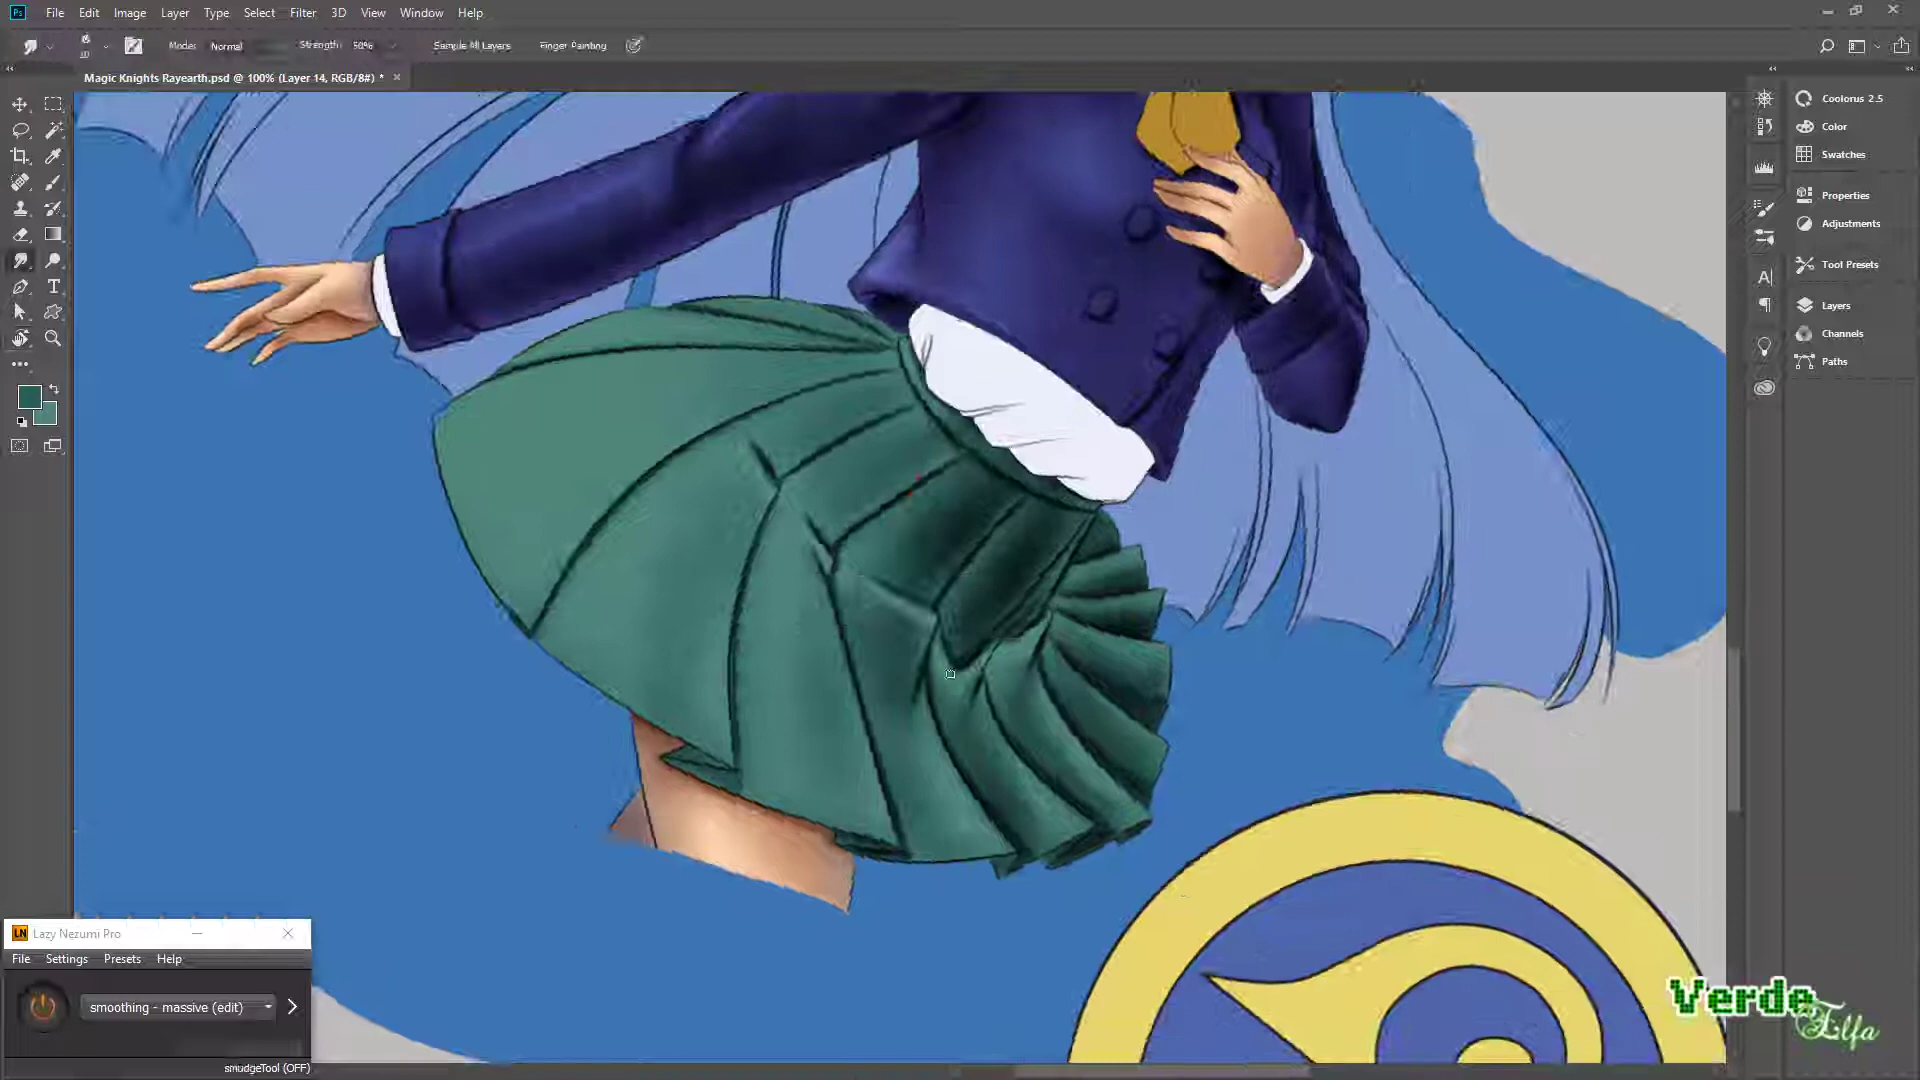 Ps File Edit Image Layer Type Select Filter 3D View Window Help
Mode: Normal Strength: 50% Sample All Layers Finger Painting
Magic Knights Rayearth.psd @ 100% (Layer 14, RGB/8#) *
Coolorus 2.5
Color
Swatches
Properties
Adjustments
Tool Presets
Layers
Channels
Paths
LN Lazy Nezumi Pro
File Settings Presets Help
smoothing - massive (edit)
smudgeTool (OFF)
Verde
Elfa